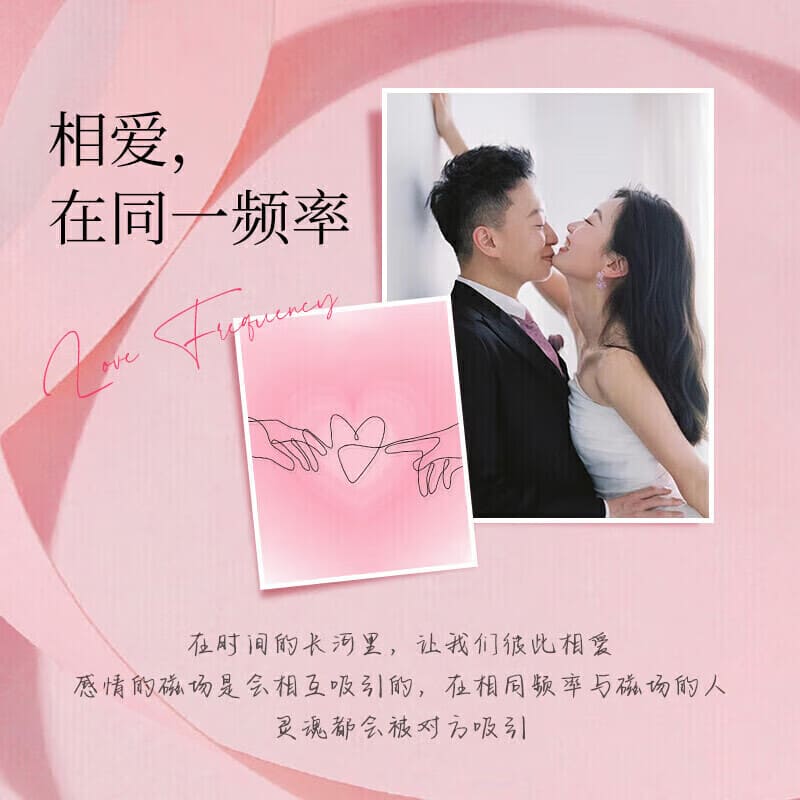 相爱，
在同一频率
Love Frequency
在时间的长河里，让我们彼此相爱
感情的磁场是会相互吸引的，在相同频率与磁场的人
灵魂都会被对方吸引